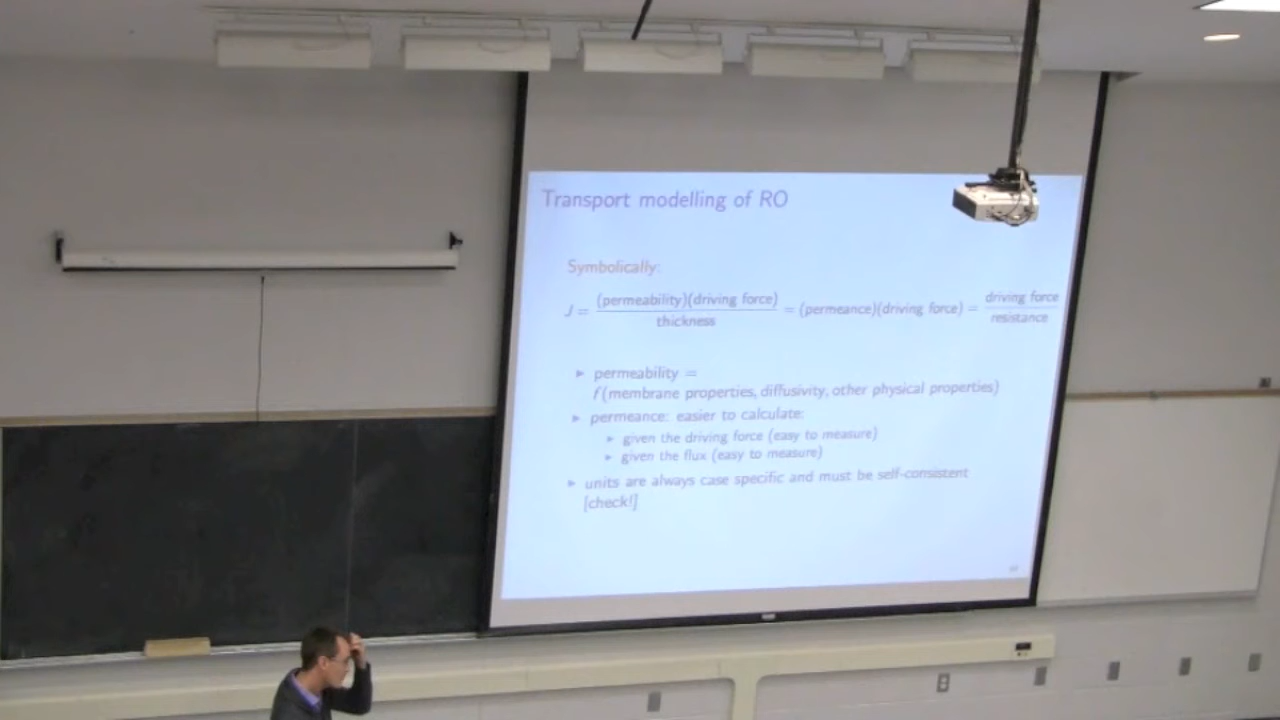 Transport modelling of RO
Symbolically:
J = (permeability)(driving force) / thickness = (permeance)(driving force) = driving force / resistance
▶ permeability =
f(membrane properties, diffusivity, other physical properties)
▶ permeance: easier to calculate:
▶ given the driving force (easy to measure)
▶ given the flux (easy to measure)
▶ units are always case specific and must be self-consistent
[check!]